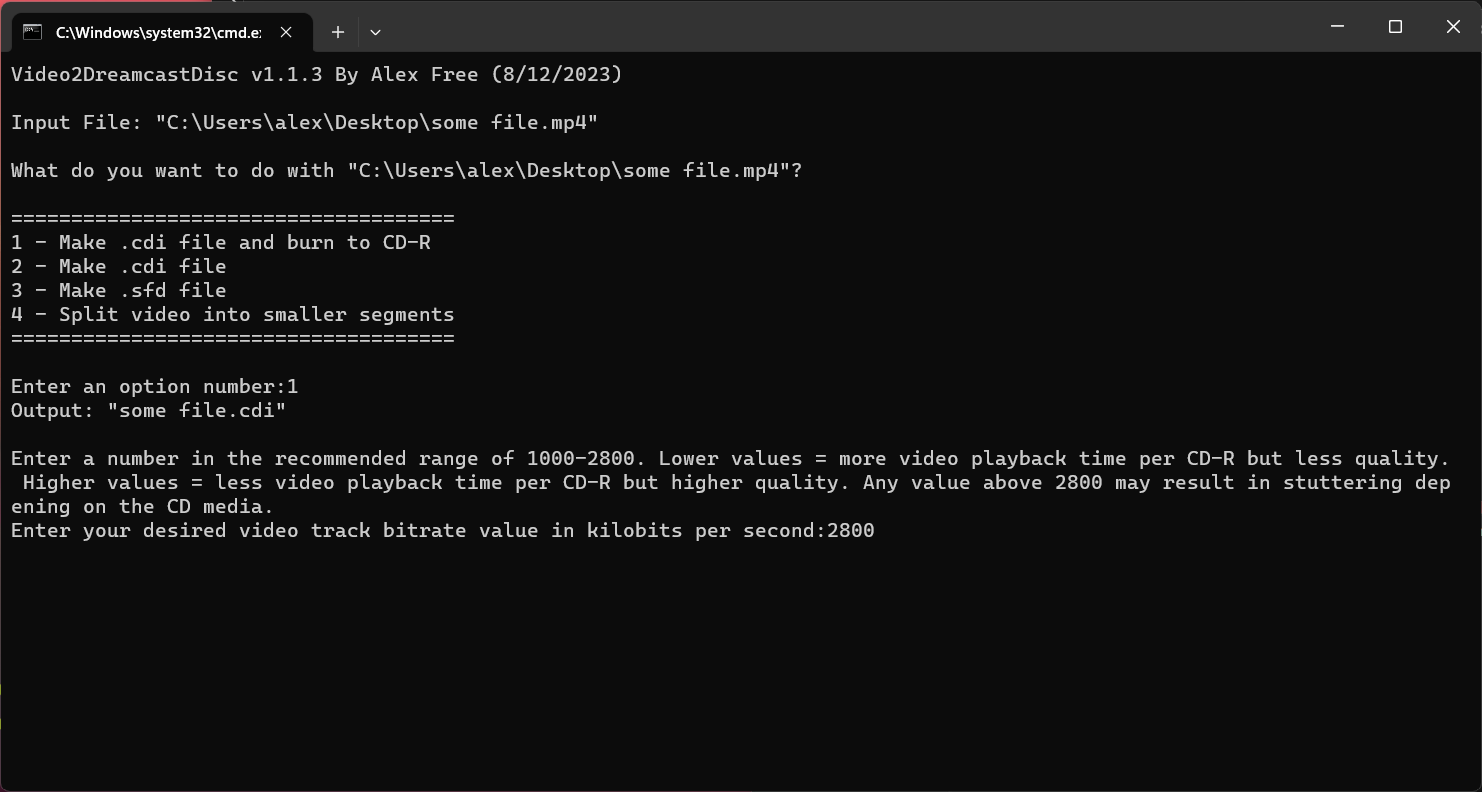 C:\Windows\system32\cmd.e
Video2DreamcastDisc v1.1.3 By Alex Free (8/12/2023)
Input File: "C:\Users\alex\Desktop\some file.mp4"
What do you want to do with "C:\Users\alex\Desktop\some file.mp4"?
=====================================
1 - Make .cdi file and burn to CD-R
2 - Make .cdi file
3 - Make .sfd file
4 - Split video into smaller segments
=====================================
Enter an option number:1
Output: "some file.cdi"
Enter a number in the recommended range of 1000-2800. Lower values = more video playback time per CD-R but less quality.
Higher values = less video playback time per CD-R but higher quality. Any value above 2800 may result in stuttering dep
ening on the CD media.
Enter your desired video track bitrate value in kilobits per second:2800